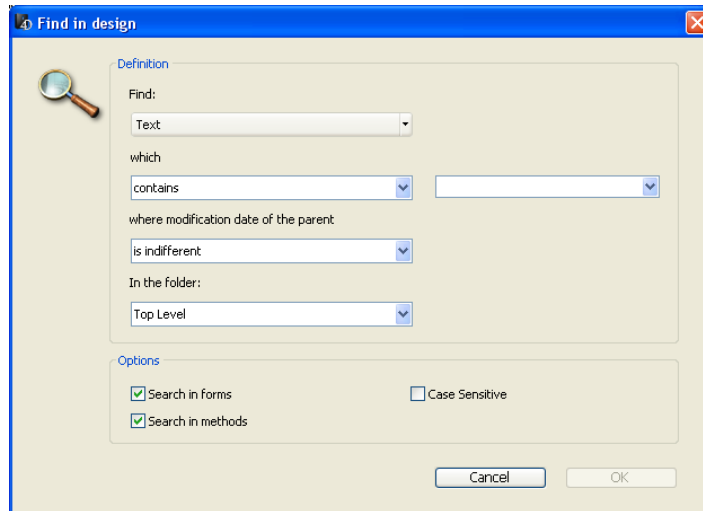 Find in design
Definition
Find:
Text
which
contains
where modification date of the parent
is indifferent
In the folder:
Top Level
Options
Search in forms
Case Sensitive
Search in methods
Cancel
OK